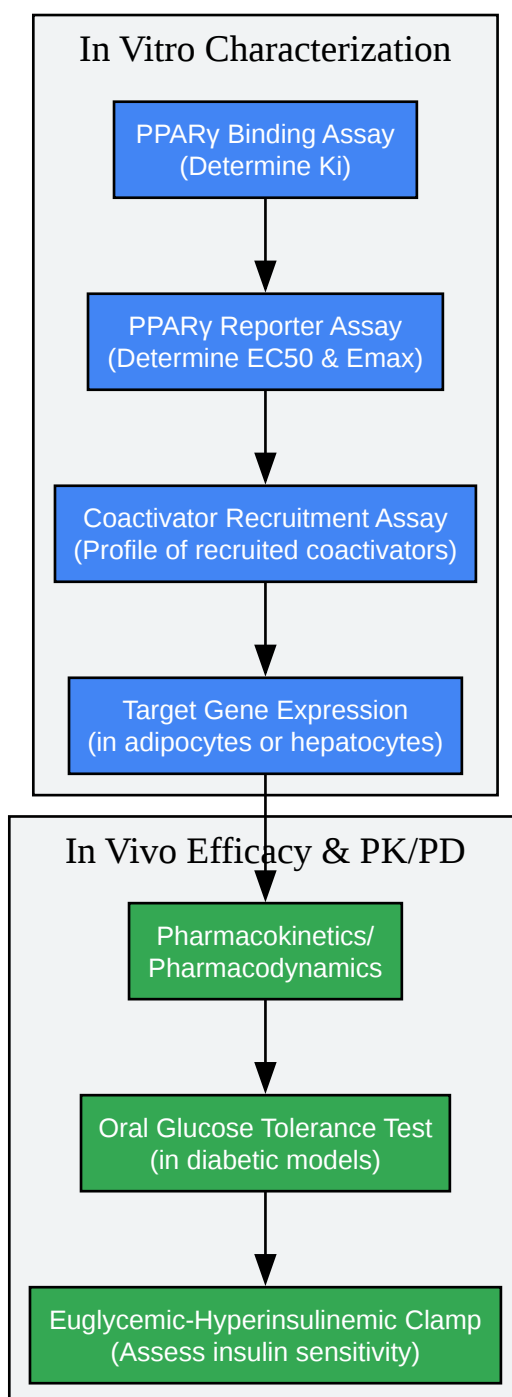 In Vitro Characterization
PPARγ Binding Assay
(Determine Ki)
PPARγ Reporter Assay
(Determine EC50 & Emax)
Coactivator Recruitment Assay
(Profile of recruited coactivators)
Target Gene Expression
(in adipocytes or hepatocytes)
In Vivo Efficacy & PK/PD
Pharmacokinetics/
Pharmacodynamics
Oral Glucose Tolerance Test
(in diabetic models)
Euglycemic-Hyperinsulinemic Clamp
(Assess insulin sensitivity)